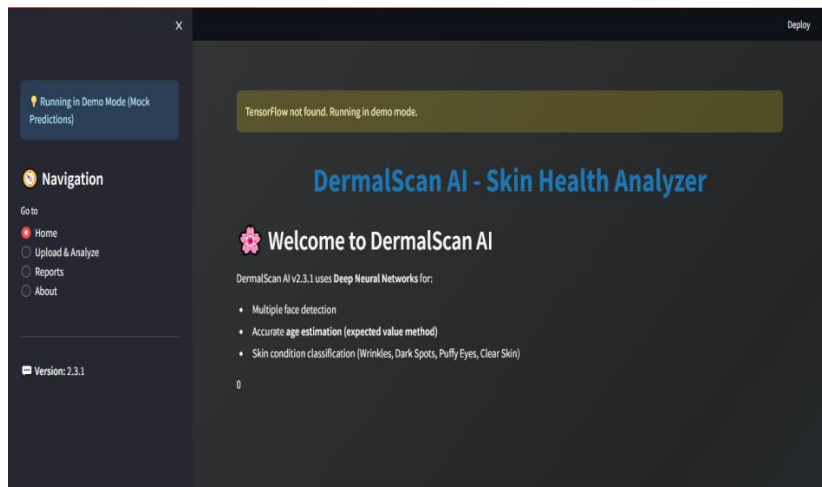 X
Deploy
💡 Running in Demo Mode (Mock
Predictions)
🧭 Navigation
Go to
Home
Upload & Analyze
Reports
About
💬 Version: 2.3.1
TensorFlow not found. Running in demo mode.
DermalScan AI - Skin Health Analyzer
🌸 Welcome to DermalScan AI
DermalScan AI v2.3.1 uses Deep Neural Networks for:
• Multiple face detection
• Accurate age estimation (expected value method)
• Skin condition classification (Wrinkles, Dark Spots, Puffy Eyes, Clear Skin)
0